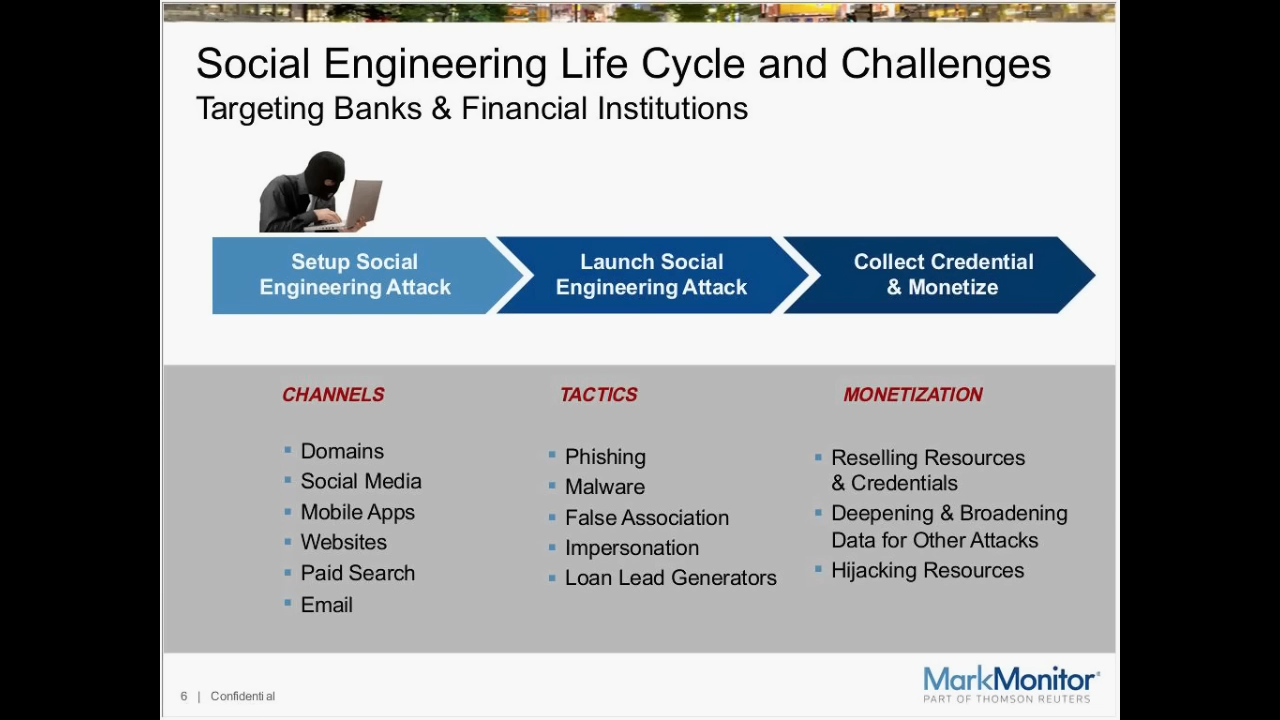 Social Engineering Life Cycle and Challenges
Targeting Banks & Financial Institutions
Setup Social
Engineering Attack
Launch Social
Engineering Attack
Collect Credential
& Monetize
CHANNELS
Domains
Social Media
Mobile Apps
Websites
Paid Search
Email
TACTICS
Phishing
Malware
False Association
Impersonation
Loan Lead Generators
MONETIZATION
Reselling Resources
& Credentials
Deepening & Broadening
Data for Other Attacks
Hijacking Resources
6 | Confidential
MarkMonitor
PART OF THOMSON REUTERS